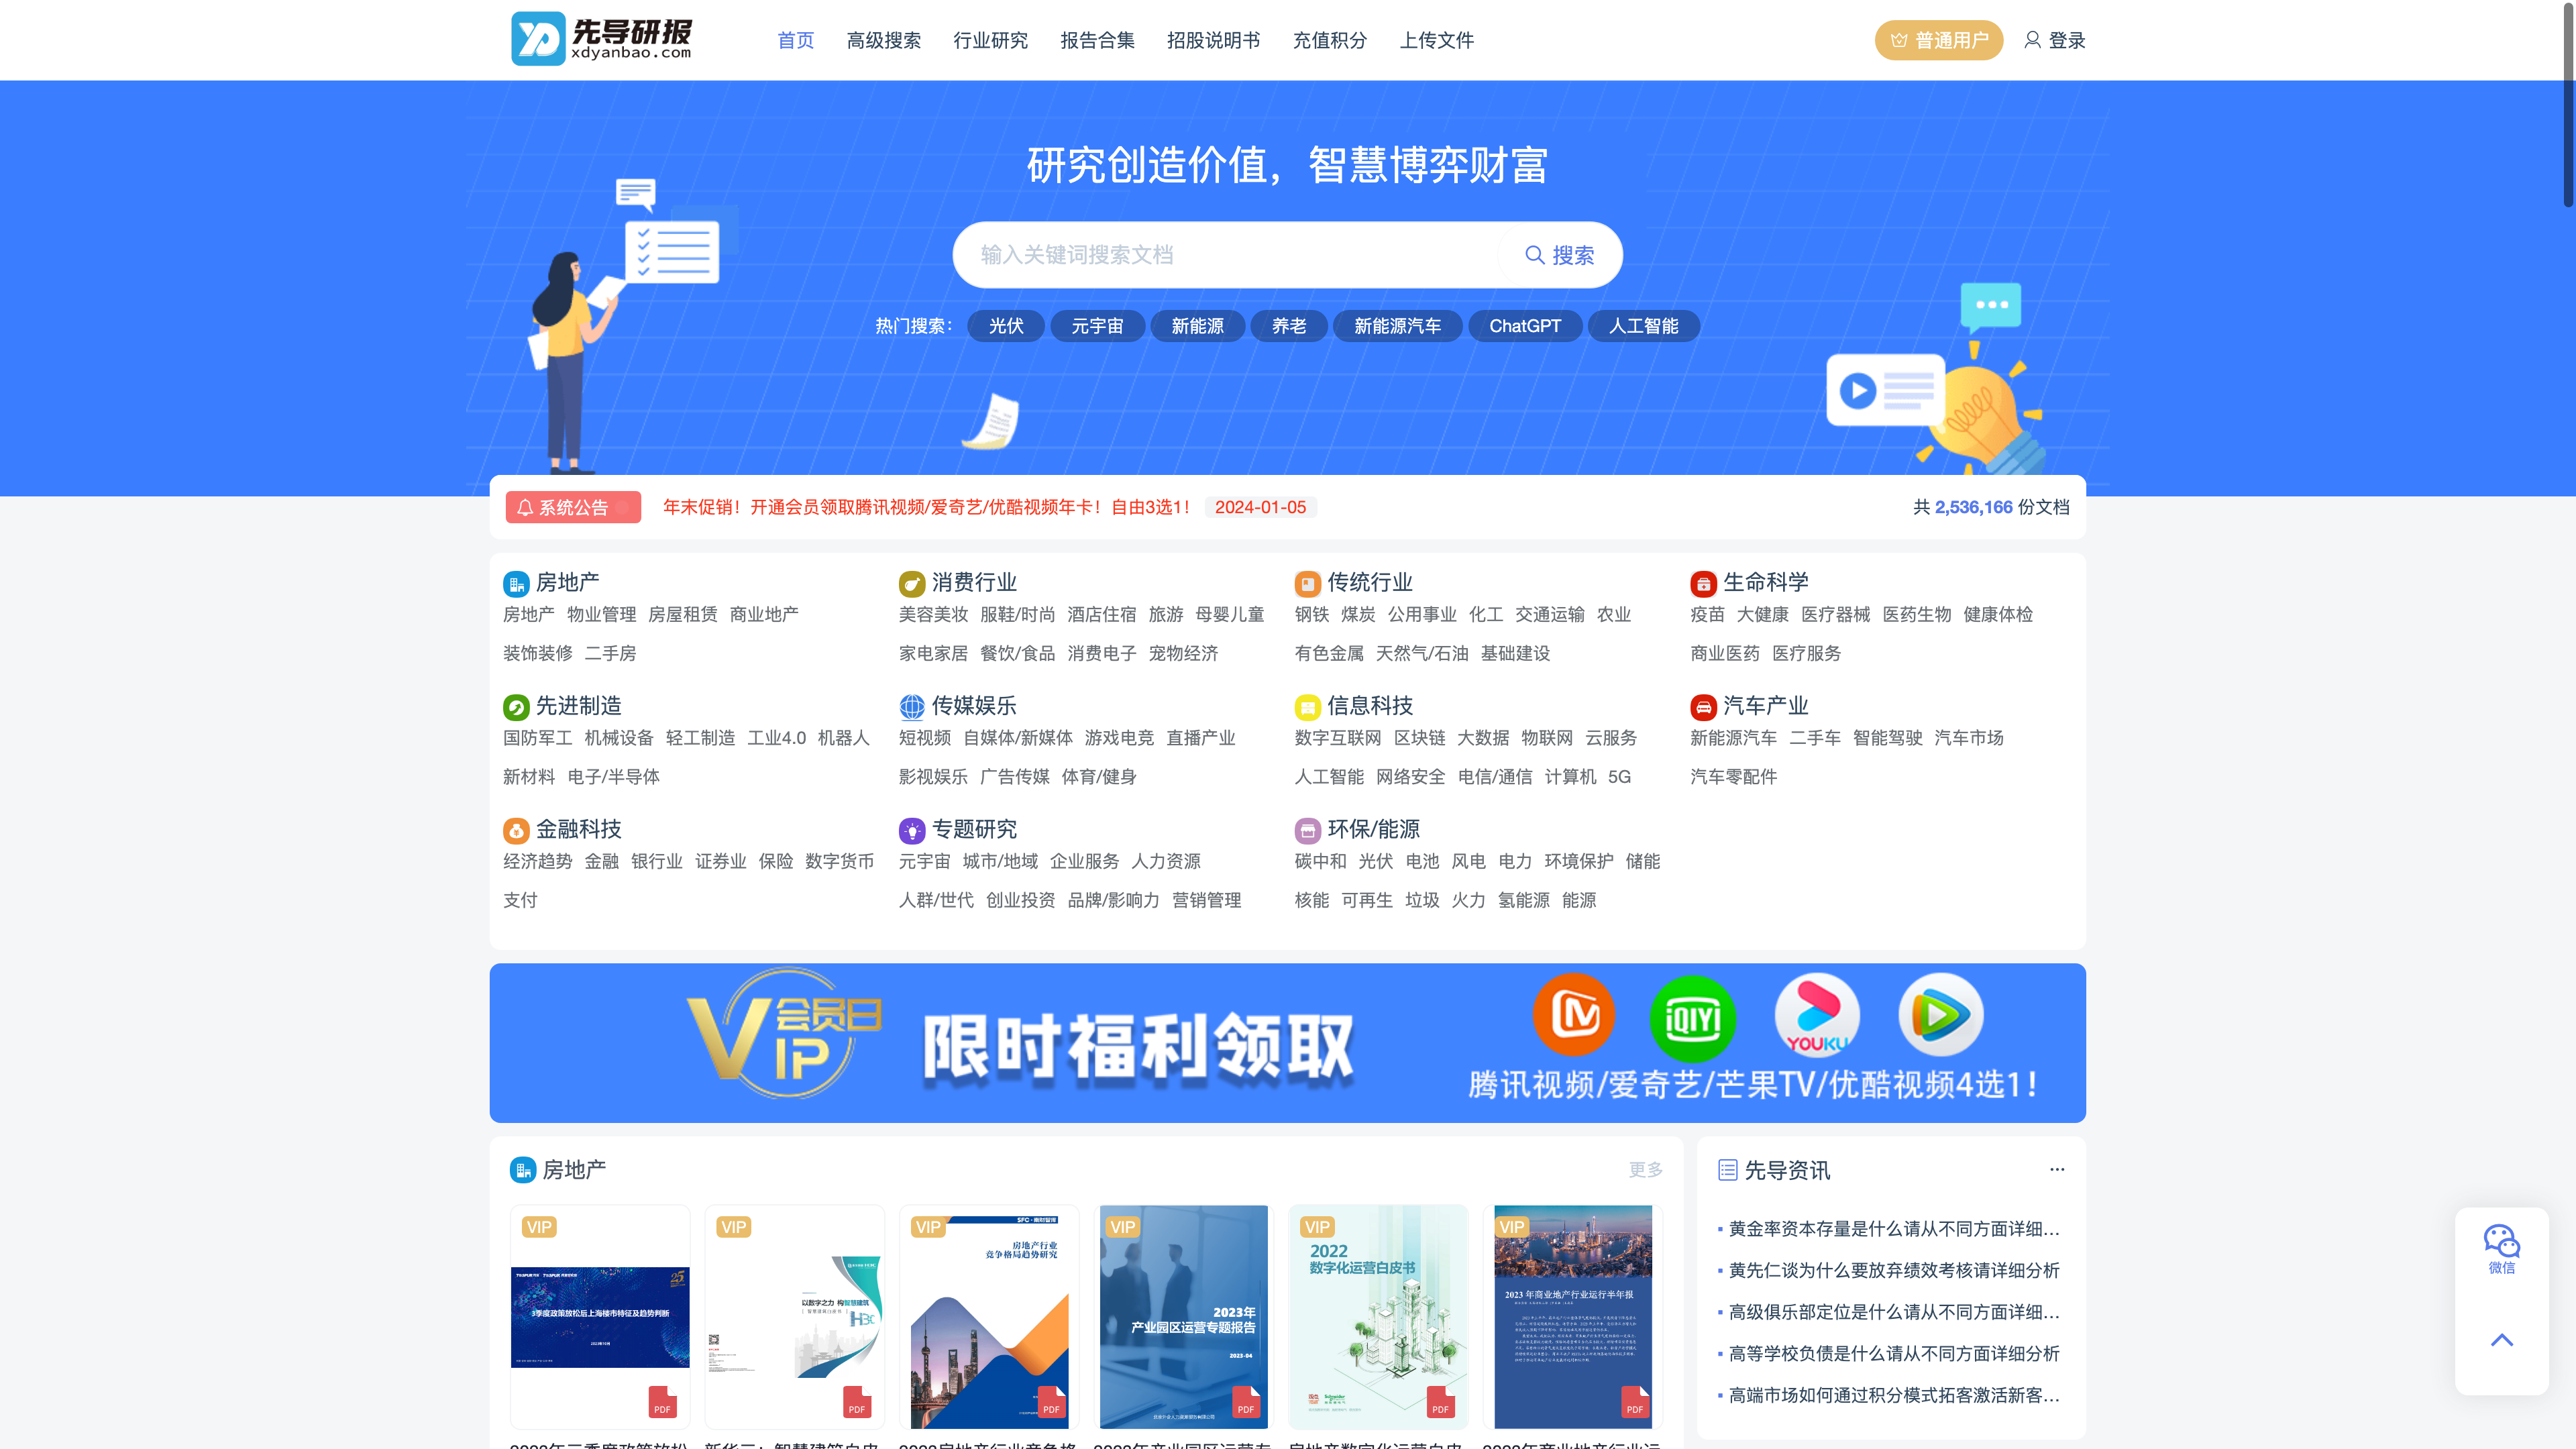 先导研报
xdyanbao.com
首页 高级搜索 行业研究 报告合集 招股说明书 充值积分 上传文件
普通用户 登录
研究创造价值，智慧博弈财富
输入关键词搜索文档 搜索
热门搜索： 光伏 元宇宙 新能源 养老 新能源汽车 ChatGPT 人工智能
系统公告 年末促销！开通会员领取腾讯视频/爱奇艺/优酷视频年卡！自由3选1！ 2024-01-05 共 2,536,166 份文档
房地产
房地产 物业管理 房屋租赁 商业地产
装饰装修 二手房
消费行业
美容美妆 服鞋/时尚 酒店住宿 旅游 母婴儿童
家电家居 餐饮/食品 消费电子 宠物经济
传统行业
钢铁 煤炭 公用事业 化工 交通运输 农业
有色金属 天然气/石油 基础建设
生命科学
疫苗 大健康 医疗器械 医药生物 健康体检
商业医药 医疗服务
先进制造
国防军工 机械设备 轻工制造 工业4.0 机器人
新材料 电子/半导体
传媒娱乐
短视频 自媒体/新媒体 游戏电竞 直播产业
影视娱乐 广告传媒 体育/健身
信息科技
数字互联网 区块链 大数据 物联网 云服务
人工智能 网络安全 电信/通信 计算机 5G
汽车产业
新能源汽车 二手车 智能驾驶 汽车市场
汽车零配件
金融科技
经济趋势 金融 银行业 证券业 保险 数字货币
支付
专题研究
元宇宙 城市/地域 企业服务 人力资源
人群/世代 创业投资 品牌/影响力 营销管理
环保/能源
碳中和 光伏 电池 风电 电力 环境保护 储能
核能 可再生 垃圾 火力 氢能源 能源
VIP 会员日
限时福利领取
iQIYI YOUKU
腾讯视频/爱奇艺/芒果TV/优酷视频4选1！
房地产 更多
VIP
3季度政策放松后上海楼市特征及趋势判断
PDF
VIP
以数字之力 构智慧建筑
PDF
VIP
房地产行业
竞争格局趋势研究
PDF
VIP
2023年
产业园区运营专题报告
2023-04
PDF
VIP
2022
数字化运营白皮书
PDF
VIP
2023 年商业地产行业运行半年报
PDF
先导资讯 ...
黄金率资本存量是什么请从不同方面详细...
黄先仁谈为什么要放弃绩效考核请详细分析
高级俱乐部定位是什么请从不同方面详细...
高等学校负债是什么请从不同方面详细分析
高端市场如何通过积分模式拓客激活新客...
微信